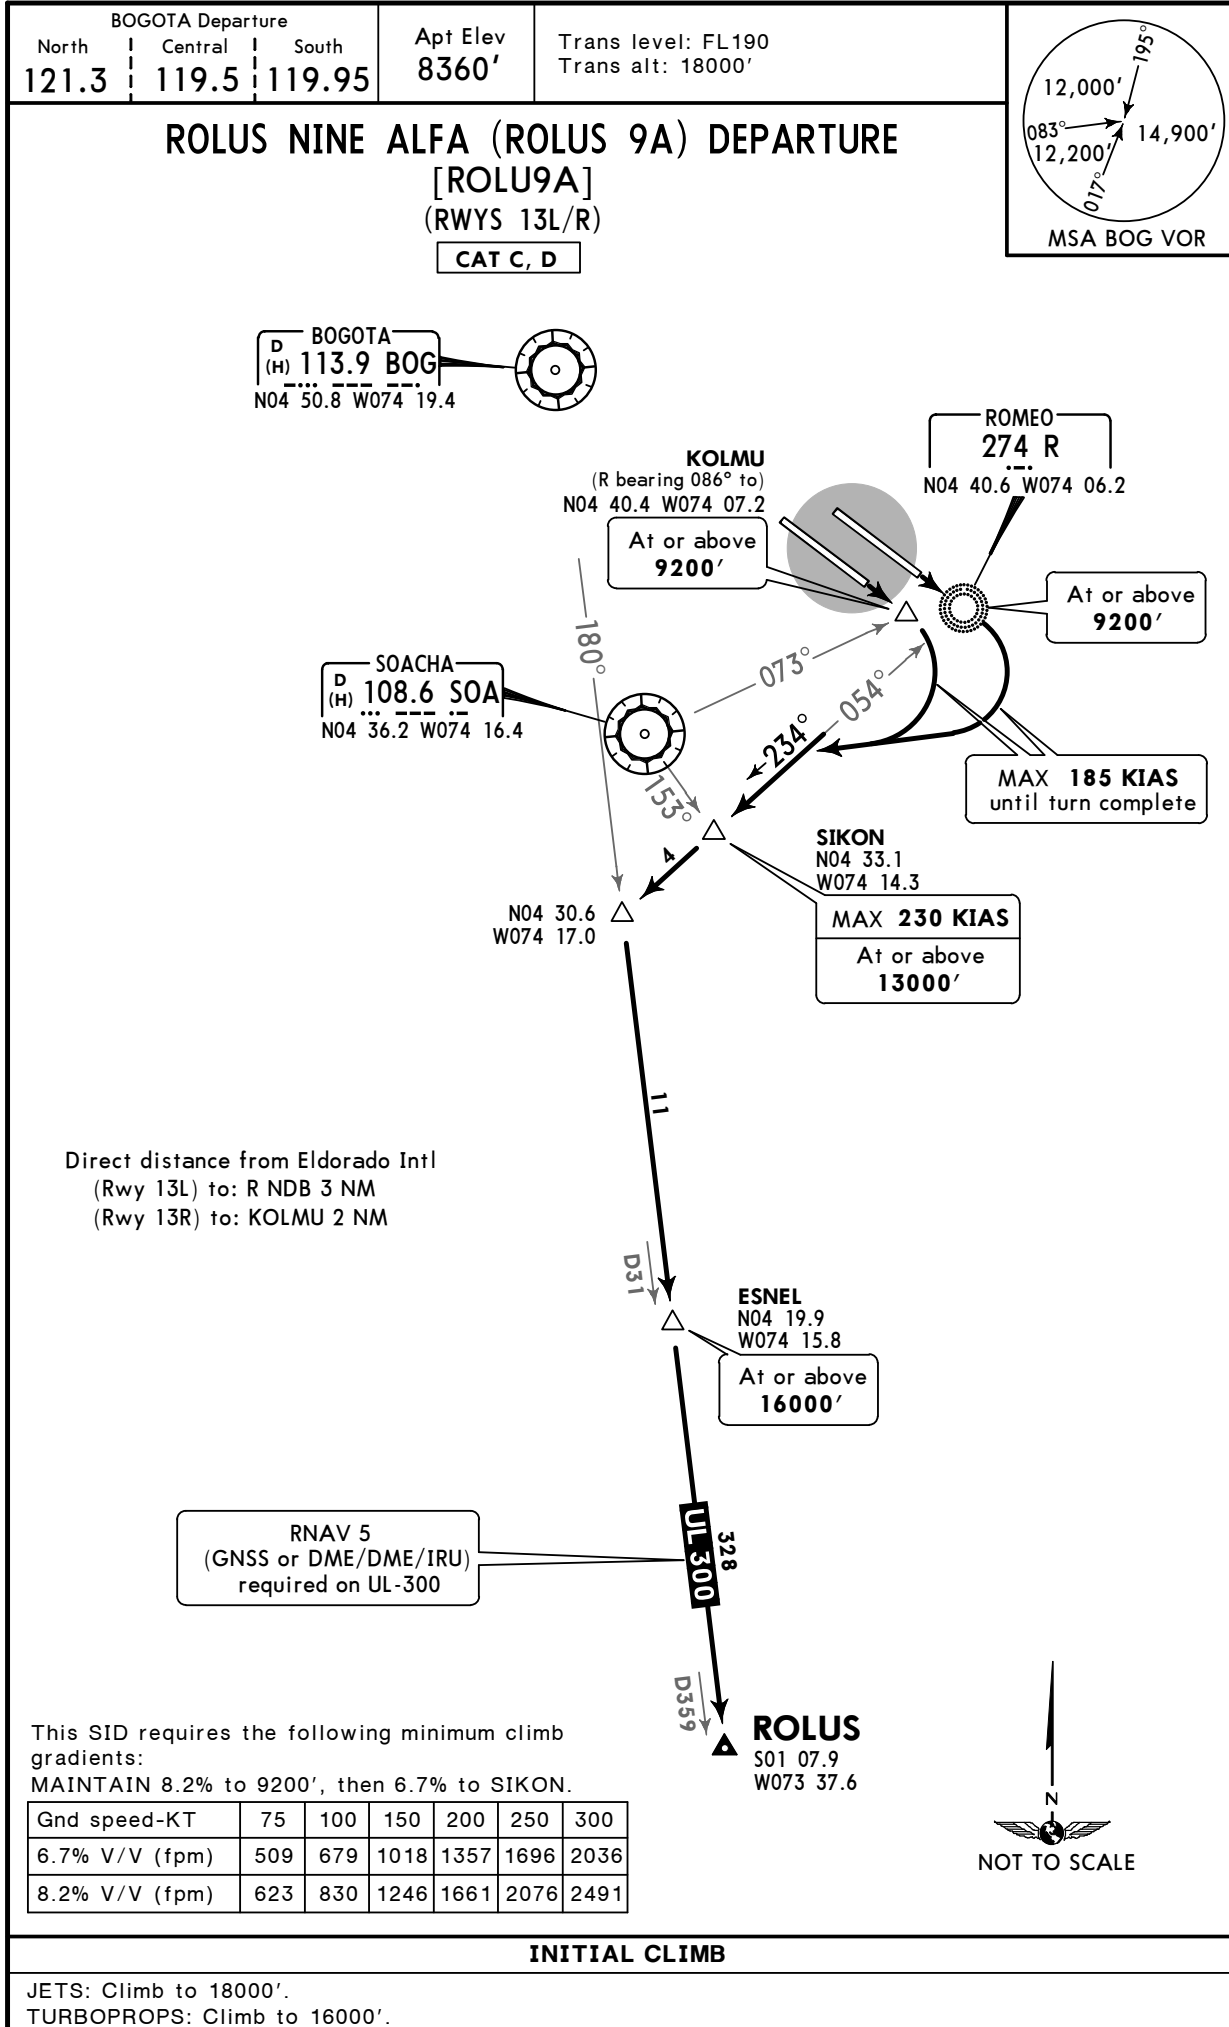 BOGOTA Departure
North Central South
121.3 119.5 119.95
Apt Elev
8360'
Trans level: FL190
Trans alt: 18000'
195°
12,000'
083°
12,200'
14,900'
017°
MSA BOG VOR
ROLUS NINE ALFA (ROLUS 9A) DEPARTURE
[ROLU9A]
(RWYS 13L/R)
CAT C, D
BOGOTA
D
(H) 113.9 BOG
N04 50.8 W074 19.4
ROMEO
274 R
N04 40.6 W074 06.2
KOLMU
(R bearing 086° to)
N04 40.4 W074 07.2
At or above
9200'
At or above
9200'
180°
073°
054°
SOACHA
D
(H) 108.6 SOA
N04 36.2 W074 16.4
234°
153°
MAX 185 KIAS
until turn complete
SIKON
N04 33.1
W074 14.3
MAX 230 KIAS
At or above
13000'
4
N04 30.6
W074 17.0
11
Direct distance from Eldorado Intl
(Rwy 13L) to: R NDB 3 NM
(Rwy 13R) to: KOLMU 2 NM
D31
ESNEL
N04 19.9
W074 15.8
At or above
16000'
RNAV 5
(GNSS or DME/DME/IRU)
required on UL-300
UL 300
328
D359
ROLUS
S01 07.9
W073 37.6
N
NOT TO SCALE
This SID requires the following minimum climb
gradients:
MAINTAIN 8.2% to 9200', then 6.7% to SIKON.
Gnd speed-KT 75 100 150 200 250 300
6.7% V/V (fpm) 509 679 1018 1357 1696 2036
8.2% V/V (fpm) 623 830 1246 1661 2076 2491
INITIAL CLIMB
JETS: Climb to 18000'.
TURBOPROPS: Climb to 16000'.